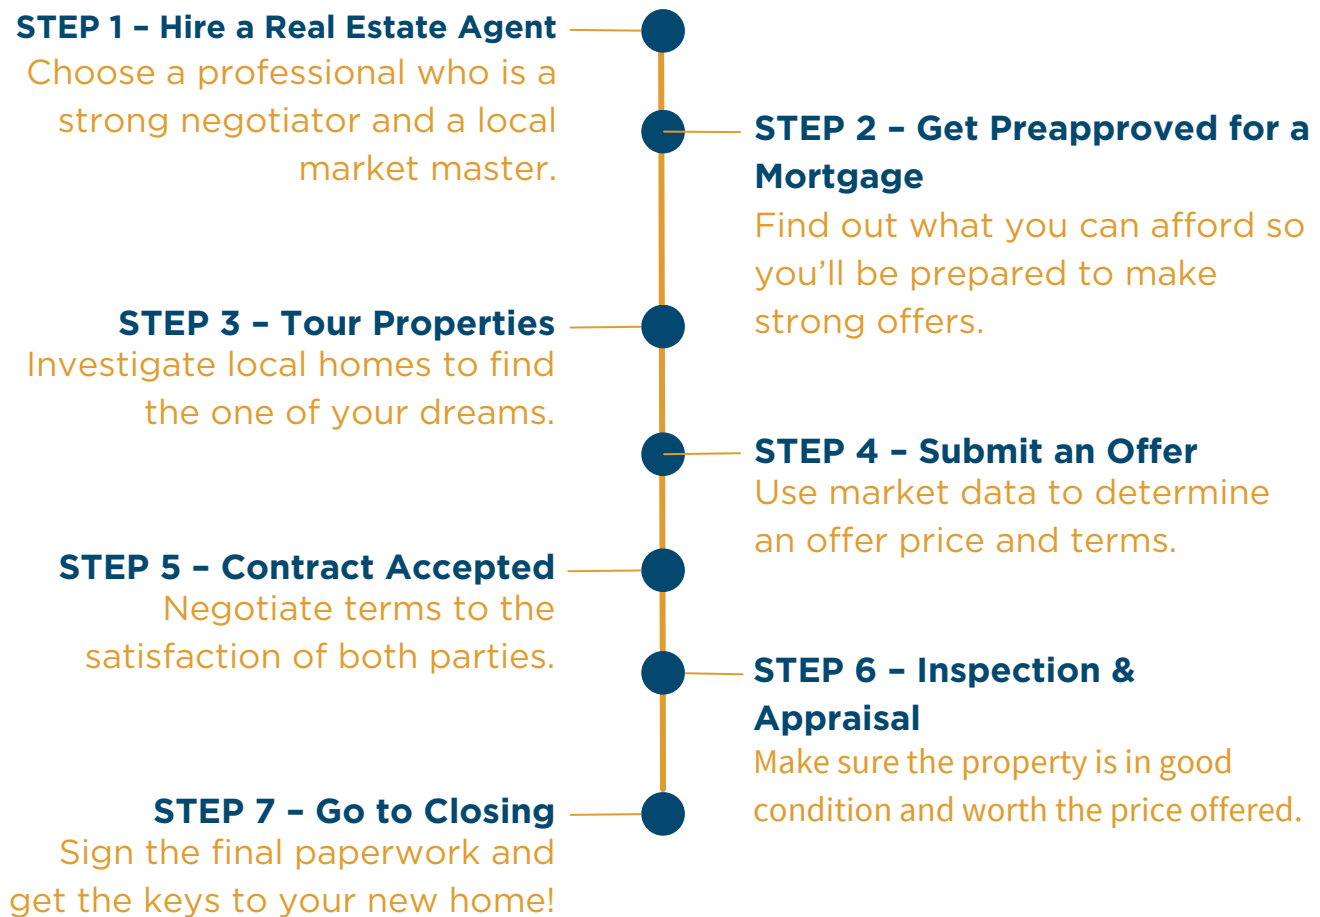 STEP 1 – Hire a Real Estate Agent
Choose a professional who is a
strong negotiator and a local
market master.
STEP 2 – Get Preapproved for a
Mortgage
Find out what you can afford so
you’ll be prepared to make
strong offers.
STEP 3 – Tour Properties
Investigate local homes to find
the one of your dreams.
STEP 4 – Submit an Offer
Use market data to determine
an offer price and terms.
STEP 5 – Contract Accepted
Negotiate terms to the
satisfaction of both parties.
STEP 6 – Inspection &
Appraisal
Make sure the property is in good
condition and worth the price offered.
STEP 7 – Go to Closing
Sign the final paperwork and
get the keys to your new home!